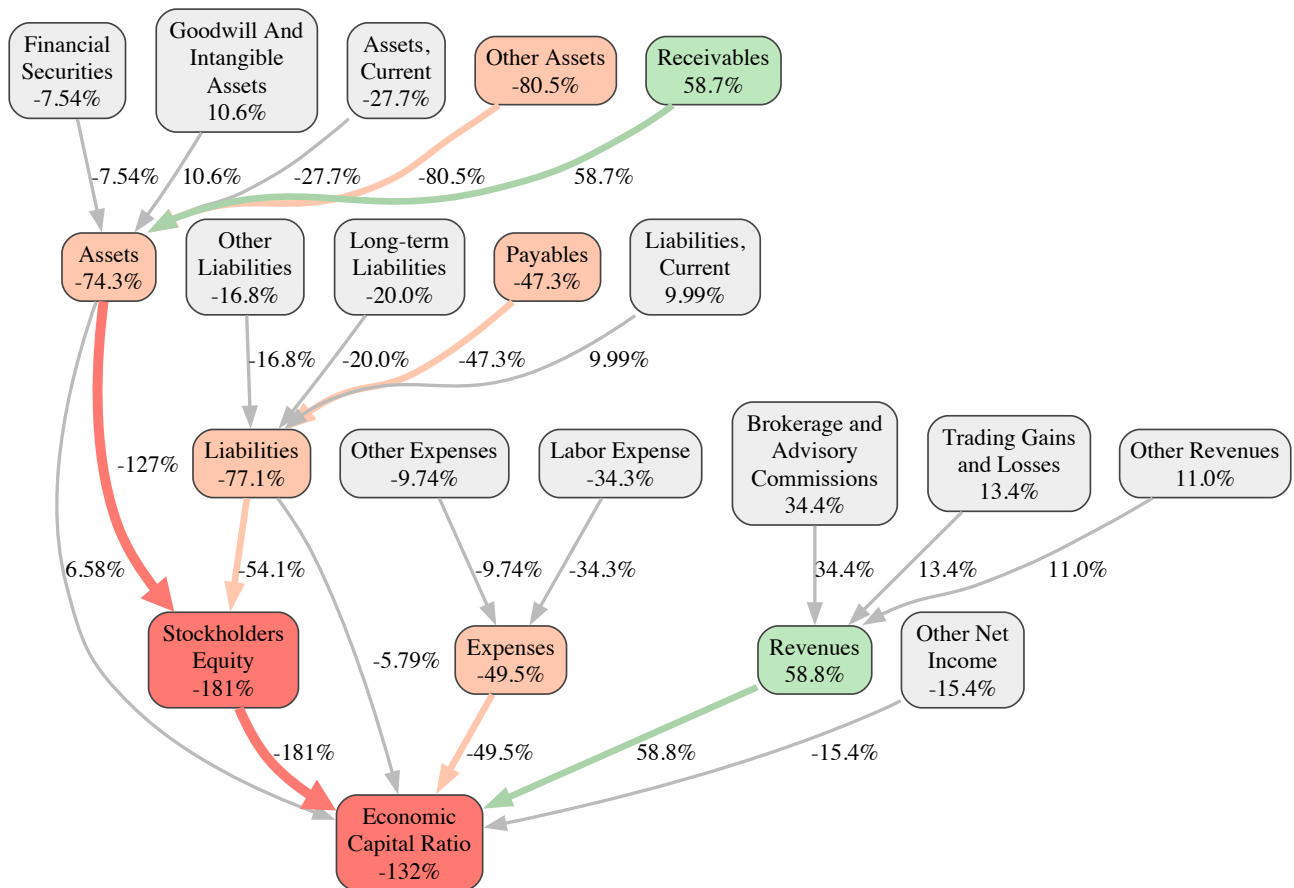 Financial
Securities
-7.54%
Goodwill And
Intangible
Assets
10.6%
Assets,
Current
-27.7%
Other Assets
-80.5%
Receivables
58.7%
-7.54%
10.6%
-27.7%
-80.5%
58.7%
Assets
-74.3%
Other
Liabilities
-16.8%
Long-term
Liabilities
-20.0%
Payables
-47.3%
Liabilities,
Current
9.99%
-16.8%
-20.0%
-47.3%
9.99%
-127%
Liabilities
-77.1%
Other Expenses
-9.74%
Labor Expense
-34.3%
Brokerage and
Advisory
Commissions
34.4%
Trading Gains
and Losses
13.4%
Other Revenues
11.0%
6.58%
-54.1%
-9.74%
-34.3%
34.4%
13.4%
11.0%
Stockholders
Equity
-181%
-5.79%
Expenses
-49.5%
Revenues
58.8%
Other Net
Income
-15.4%
-181%
-49.5%
58.8%
-15.4%
Economic
Capital Ratio
-132%